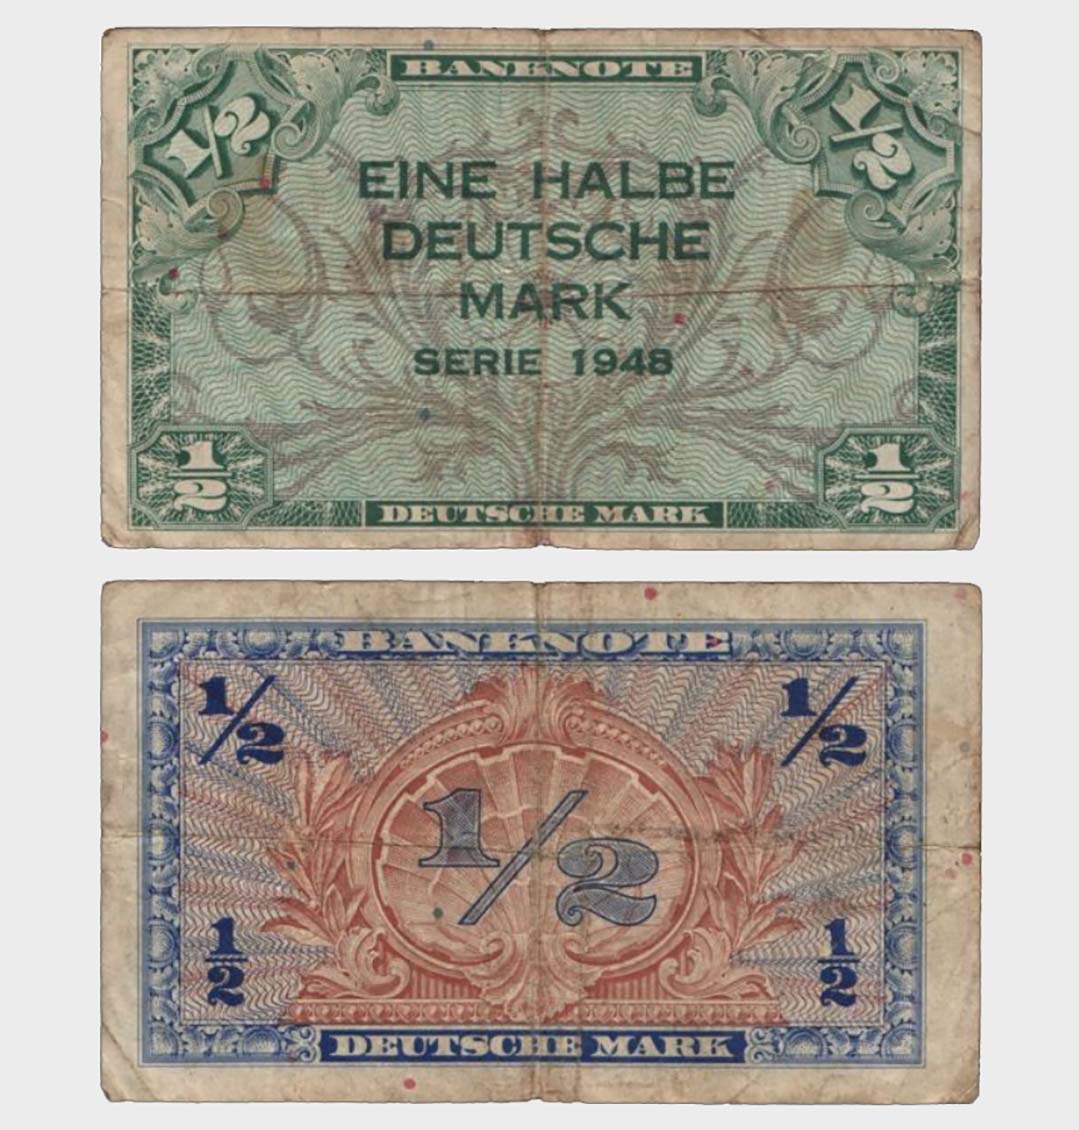 BANKNOTE
1/2 1/2
EINE HALBE
DEUTSCHE
MARK
SERIE 1948
1/2 1/2
DEUTSCHE MARK
BANKNOTE
1/2 1/2
1/2
1/2 1/2
DEUTSCHE MARK